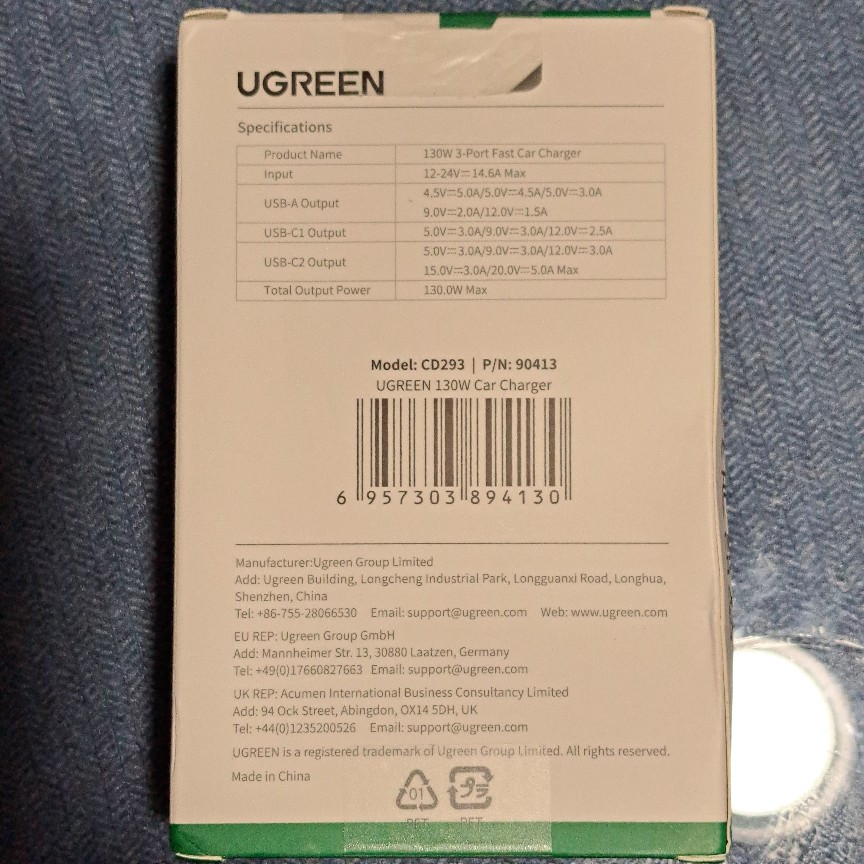 UGREEN
Specifications
Product Name 130W 3-Port Fast Car Charger
Input 12-24V⎓14.6A Max
USB-A Output 4.5V⎓5.0A/5.0V⎓4.5A/5.0V⎓3.0A
9.0V⎓2.0A/12.0V⎓1.5A
USB-C1 Output 5.0V⎓3.0A/9.0V⎓3.0A/12.0V⎓2.5A
USB-C2 Output 5.0V⎓3.0A/9.0V⎓3.0A/12.0V⎓3.0A
15.0V⎓3.0A/20.0V⎓5.0A Max
Total Output Power 130.0W Max
Model: CD293 | P/N: 90413
UGREEN 130W Car Charger
6 957303 894130
Manufacturer:Ugreen Group Limited
Add: Ugreen Building, Longcheng Industrial Park, Longguanxi Road, Longhua,
Shenzhen, China
Tel: +86-755-28066530 Email: support@ugreen.com Web: www.ugreen.com
EU REP: Ugreen Group GmbH
Add: Mannheimer Str. 13, 30880 Laatzen, Germany
Tel: +49(0)17660827663 Email: support@ugreen.com
UK REP: Acumen International Business Consultancy Limited
Add: 94 Ock Street, Abingdon, OX14 5DH, UK
Tel: +44(0)1235200526 Email: support@ugreen.com
UGREEN is a registered trademark of Ugreen Group Limited. All rights reserved.
Made in China
01 プラ
PET PET